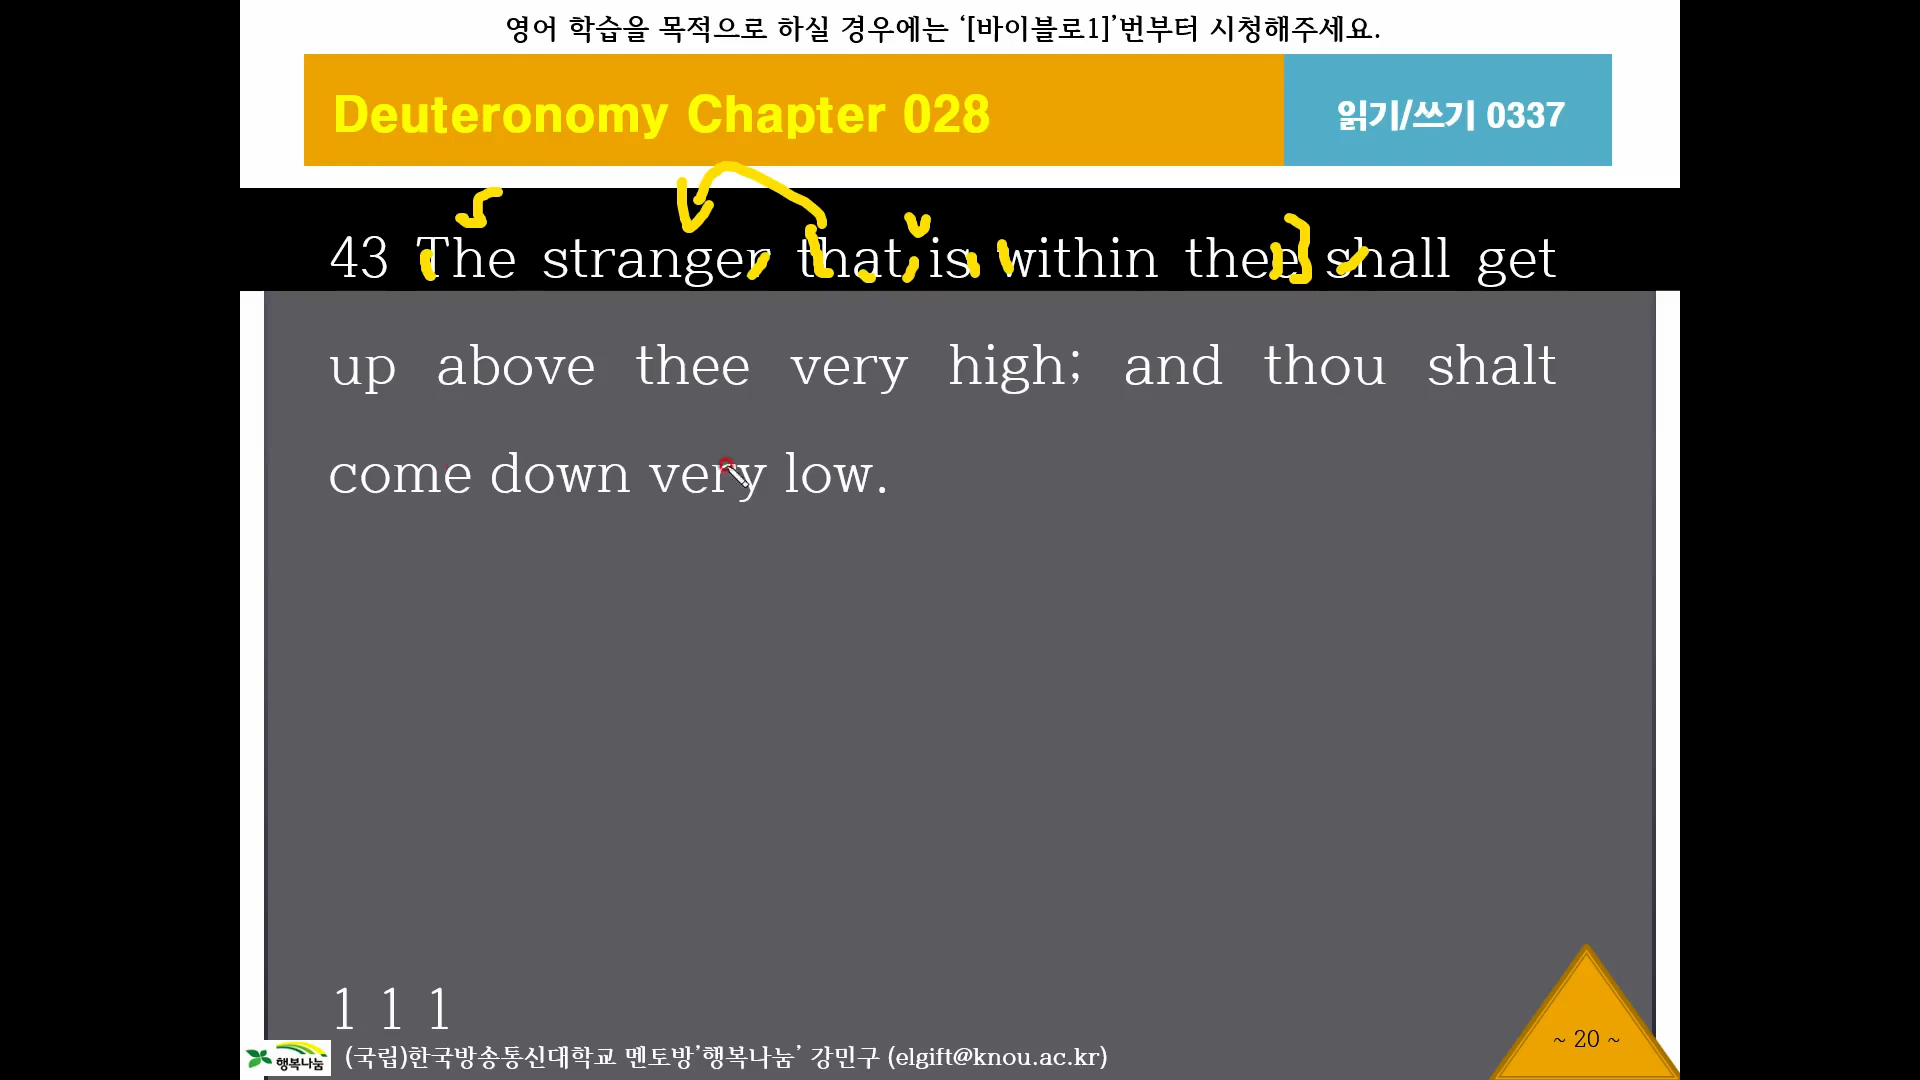 영어 학습을 목적으로 하실 경우에는 ‘[바이블로1]’번부터 시청해주세요.
Deuteronomy Chapter 028
읽기/쓰기 0337
43 The stranger that is within thee shall get
up above thee very high; and thou shalt
come down very low.
1 1 1
~ 20 ~
행복나눔
(국립)한국방송통신대학교 멘토방’행복나눔’ 강민구 (elgift@knou.ac.kr)